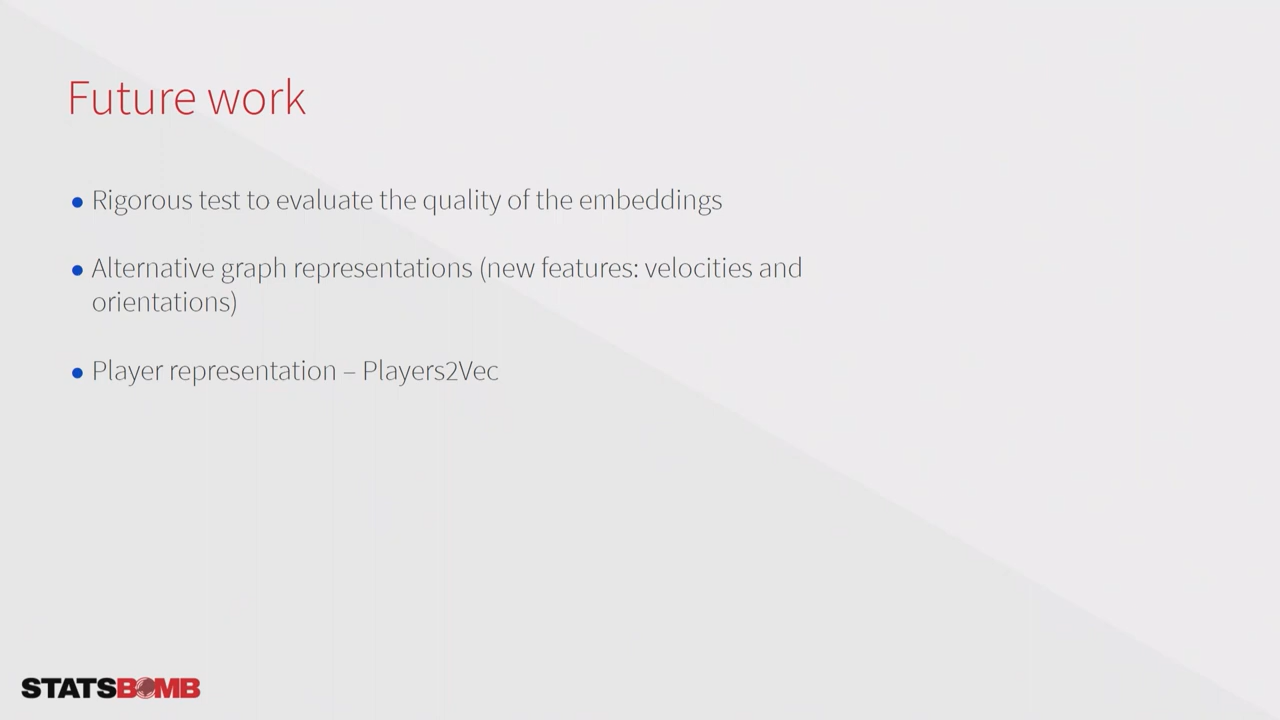 Future work
● Rigorous test to evaluate the quality of the embeddings
● Alternative graph representations (new features: velocities and
orientations)
● Player representation – Players2Vec
STATSBOMB